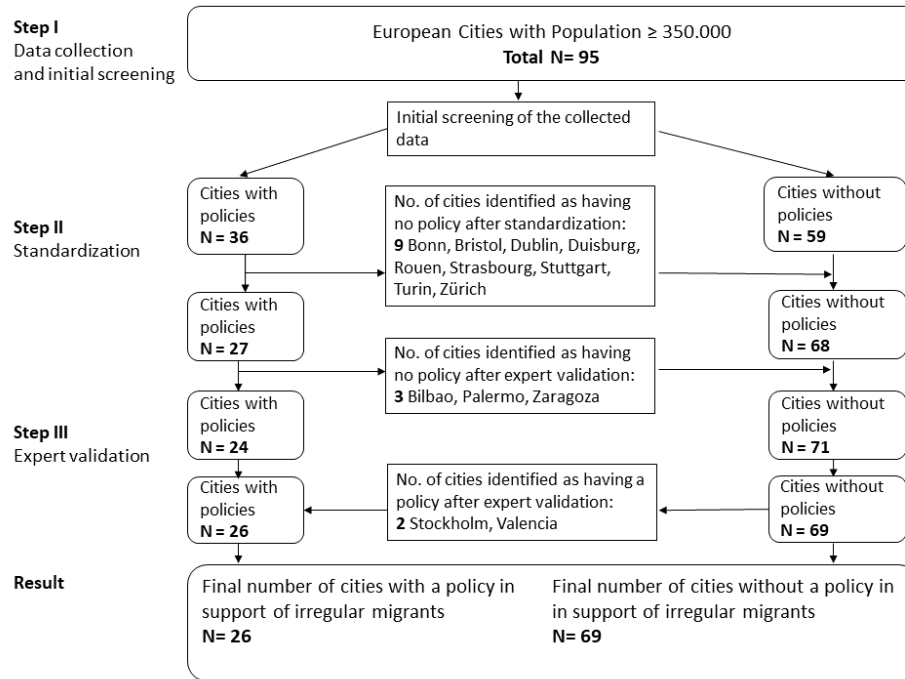 Step I
Data collection
and initial screening
European Cities with Population ≥ 350.000
Total N= 95
Initial screening of the collected
data
Step II
Standardization
Cities with
policies
N = 36
No. of cities identified as having
no policy after standardization:
9 Bonn, Bristol, Dublin, Duisburg,
Rouen, Strasbourg, Stuttgart,
Turin, Zürich
Cities without
policies
N = 59
Cities with
policies
N = 27
Cities without
policies
N = 68
No. of cities identified as having
no policy after expert validation:
3 Bilbao, Palermo, Zaragoza
Step III
Expert validation
Cities with
policies
N = 24
Cities without
policies
N = 71
Cities with
policies
N = 26
No. of cities identified as having a
policy after expert validation:
2 Stockholm, Valencia
Cities without
policies
N = 69
Result
Final number of cities with a policy in
support of irregular migrants
N= 26
Final number of cities without a policy in
in support of irregular migrants
N= 69